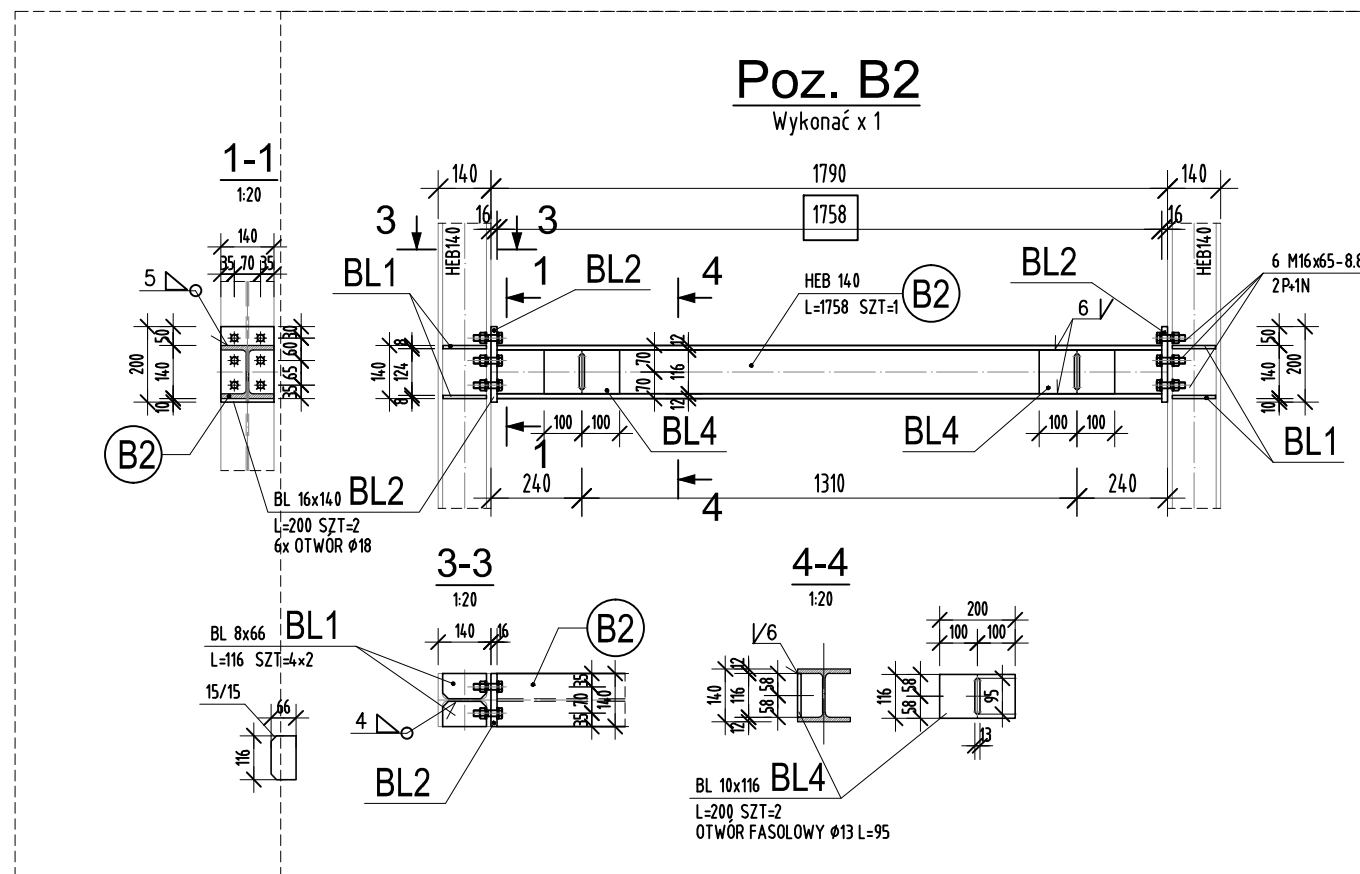 Poz. B2
Wykonać x 1
1-1
1:20
140
35 70 35
5
200
50
140
10
30
60
65
35
B2
BL 16x140 BL2
L=200 SZT=2
6x OTWÓR Ø18
140
1790
140
16
1758
16
3
3
HEB140
HEB140
BL1
1
BL2
4
HEB 140
L=1758 SZT=1
B2
BL2
6 M16x65-8.8
2P+1N
6
140
8
124
8
70
70
12
116
12
50
140
10
200
100
100
BL4
BL4
100
100
BL1
1
4
240
1310
240
3-3
1:20
BL 8x66 BL1
L=116 SZT=4x2
15/15
66
116
140
16
B2
35
70
35
140
4
BL2
4-4
1:20
6
140
12
116
12
58
58
200
100
100
116
58
58
95
13
BL 10x116 BL4
L=200 SZT=2
OTWÓR FASOLOWY Ø13 L=95